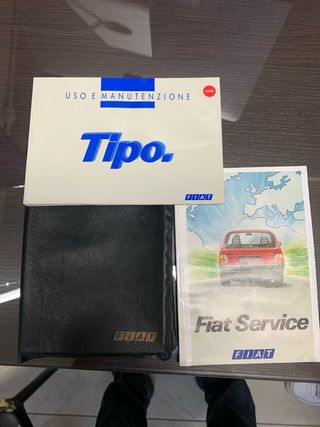 USO E MANUTENZIONE
Tipo.
FIAT
FIAT
Fiat Service
FIAT